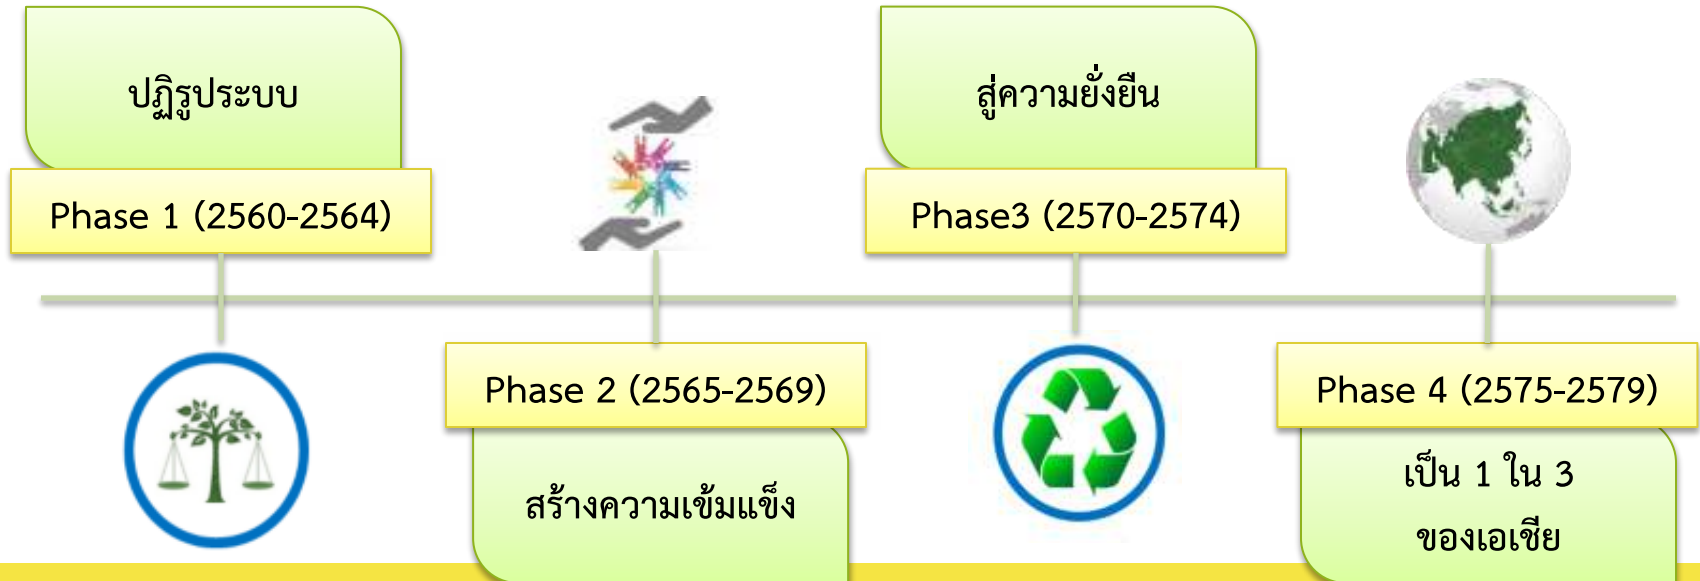 ปฏิรูประบบ
Phase 1 (2560-2564)
Phase 2 (2565-2569)
สร้างความเข้มแข็ง
สู่ความยั่งยืน
Phase3 (2570-2574)
Phase 4 (2575-2579)
เป็น 1 ใน 3
ของเอเชีย